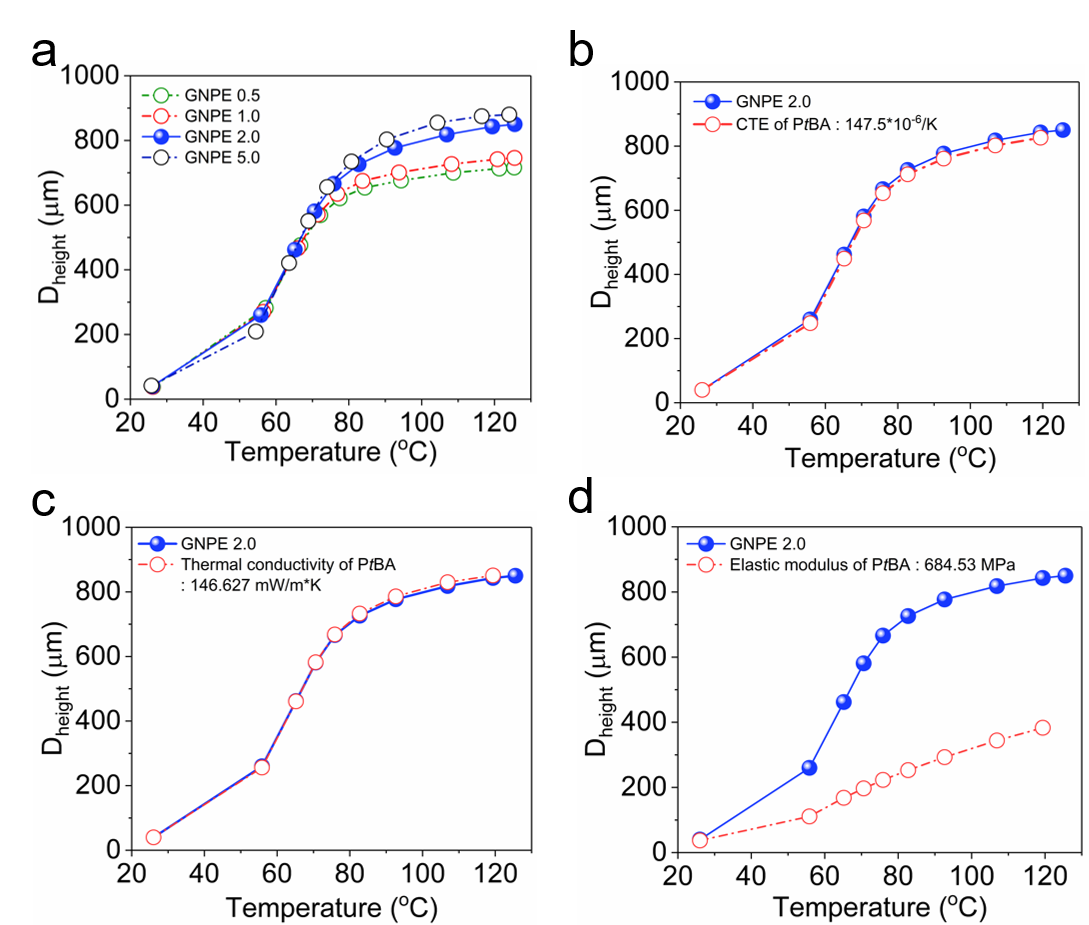 a
1000
800
600
400
200
0
GNPE 0.5
GNPE 1.0
GNPE 2.0
GNPE 5.0
20 40 60 80 100 120
Temperature (°C)
Dheight (μm)
b
1000
800
600
400
200
0
GNPE 2.0
CTE of PtBA : 147.5*10-6/K
20 40 60 80 100 120
Temperature (°C)
Dheight (μm)
c
1000
800
600
400
200
0
GNPE 2.0
Thermal conductivity of PtBA
: 146.627 mW/m*K
20 40 60 80 100 120
Temperature (°C)
Dheight (μm)
d
1000
800
600
400
200
0
GNPE 2.0
Elastic modulus of PtBA : 684.53 MPa
20 40 60 80 100 120
Temperature (°C)
Dheight (μm)